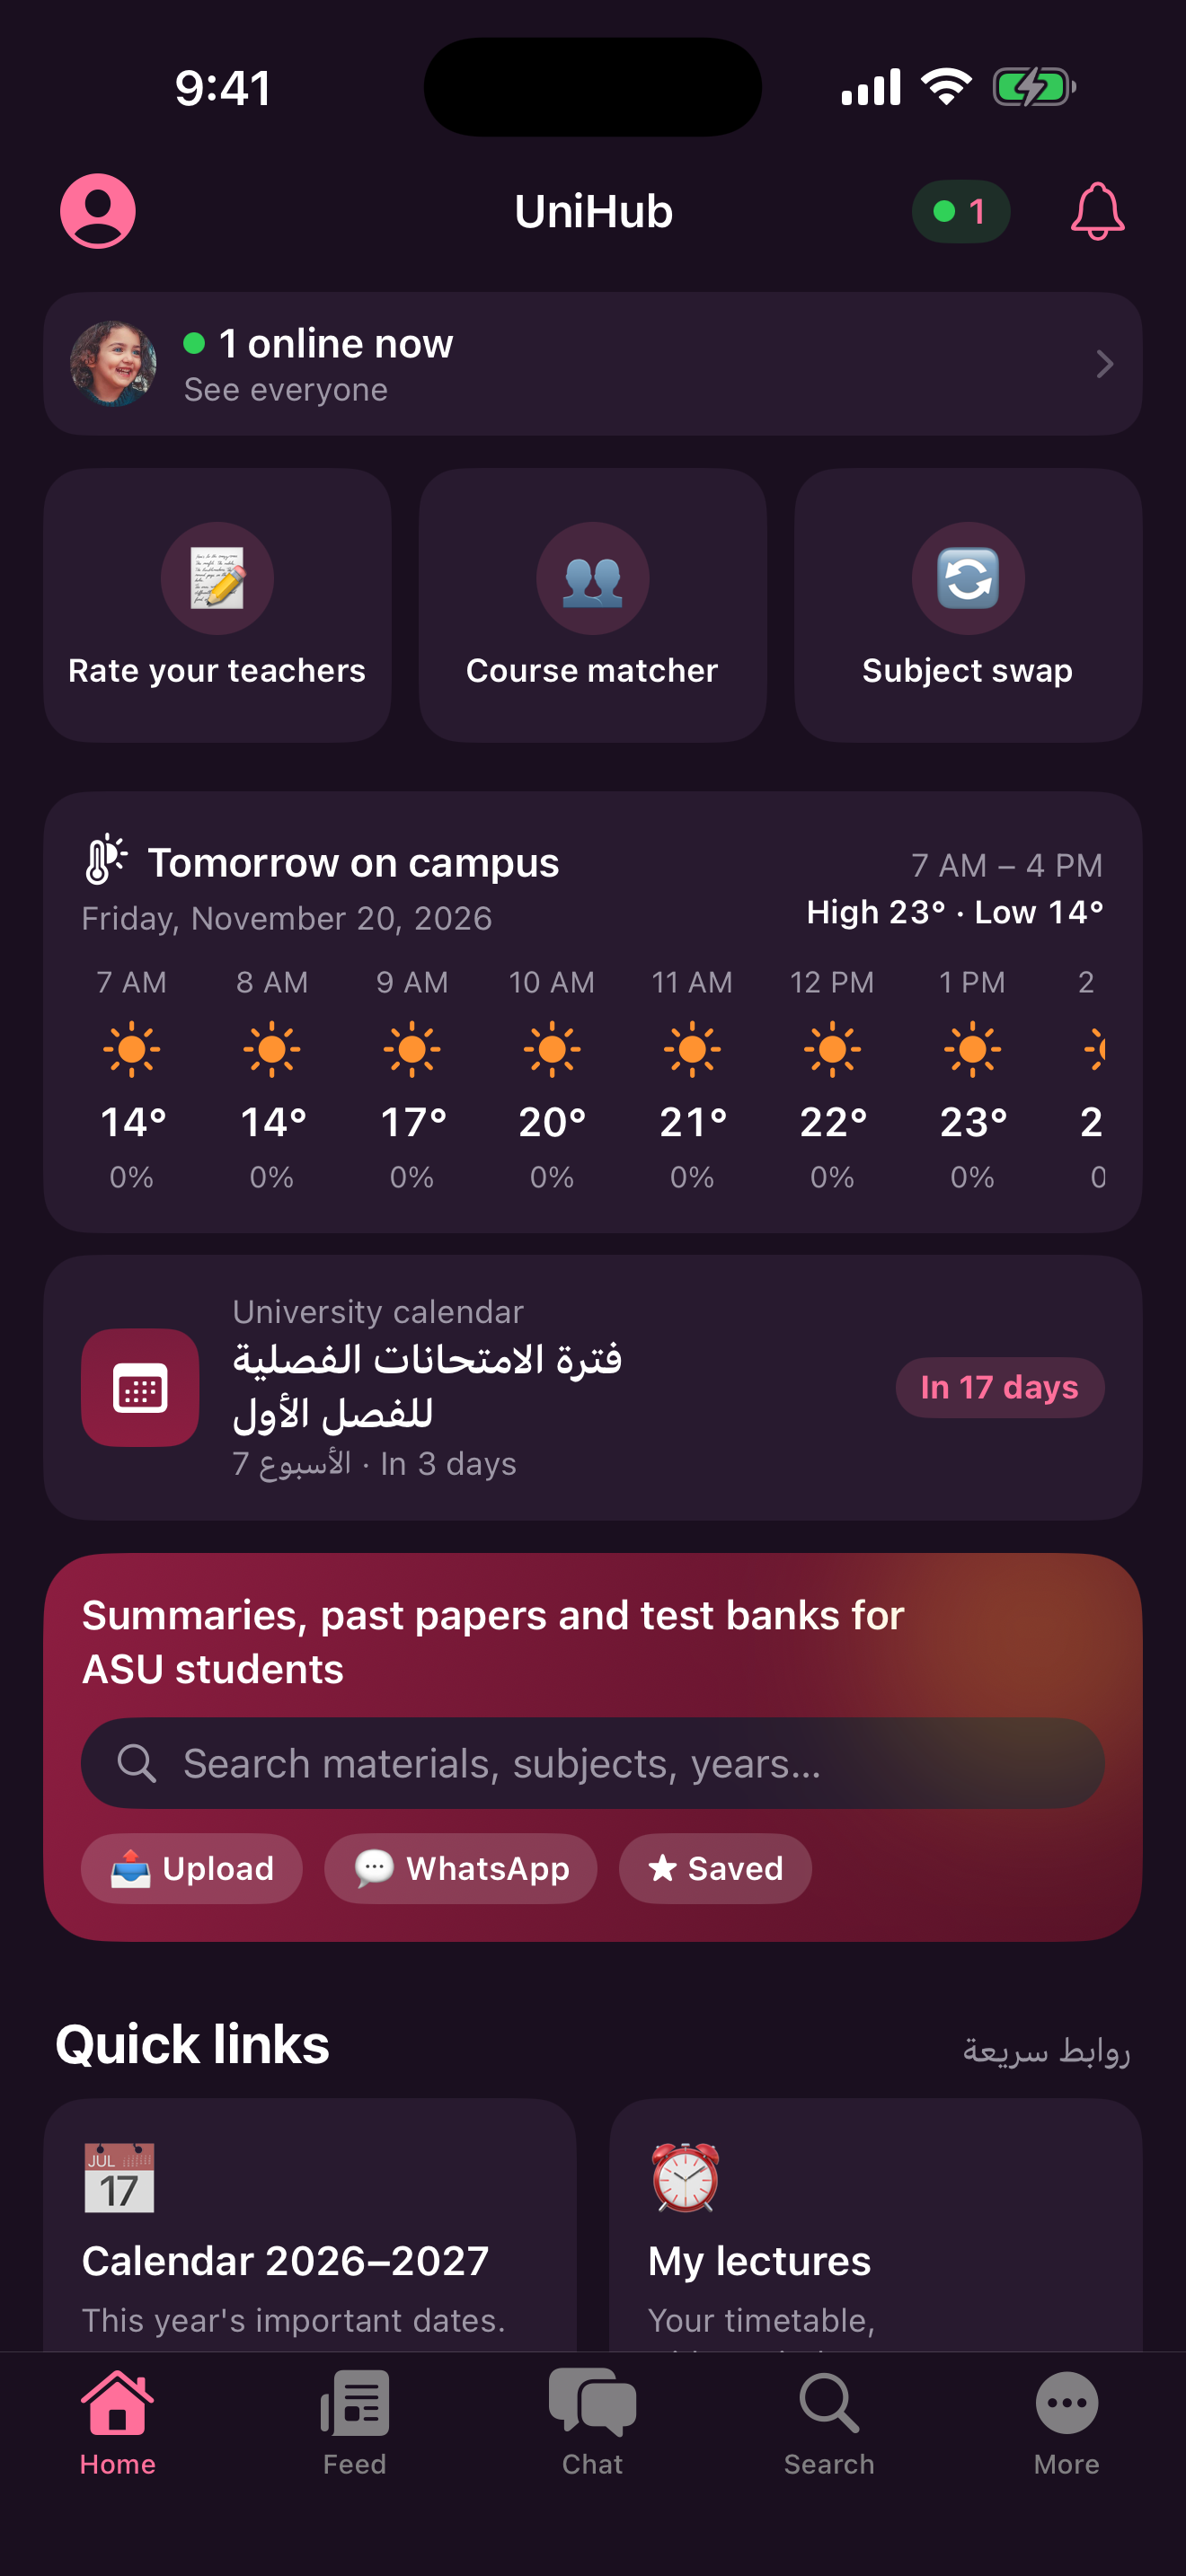 9:41
UniHub
1
1 online now
See everyone
Rate your teachers
Course matcher
Subject swap
Tomorrow on campus
7 AM – 4 PM
Friday, November 20, 2026
High 23° · Low 14°
7 AM 8 AM 9 AM 10 AM 11 AM 12 PM 1 PM 2
14° 14° 17° 20° 21° 22° 23° 2
0% 0% 0% 0% 0% 0% 0% 0
University calendar
فترة الامتحانات الفصلية
للفصل الأول
In 17 days
الأسبوع 7 · In 3 days
Summaries, past papers and test banks for
ASU students
Search materials, subjects, years...
Upload
WhatsApp
Saved
Quick links
روابط سريعة
JUL
17
Calendar 2026–2027
This year's important dates.
My lectures
Your timetable,
Home
Feed
Chat
Search
More